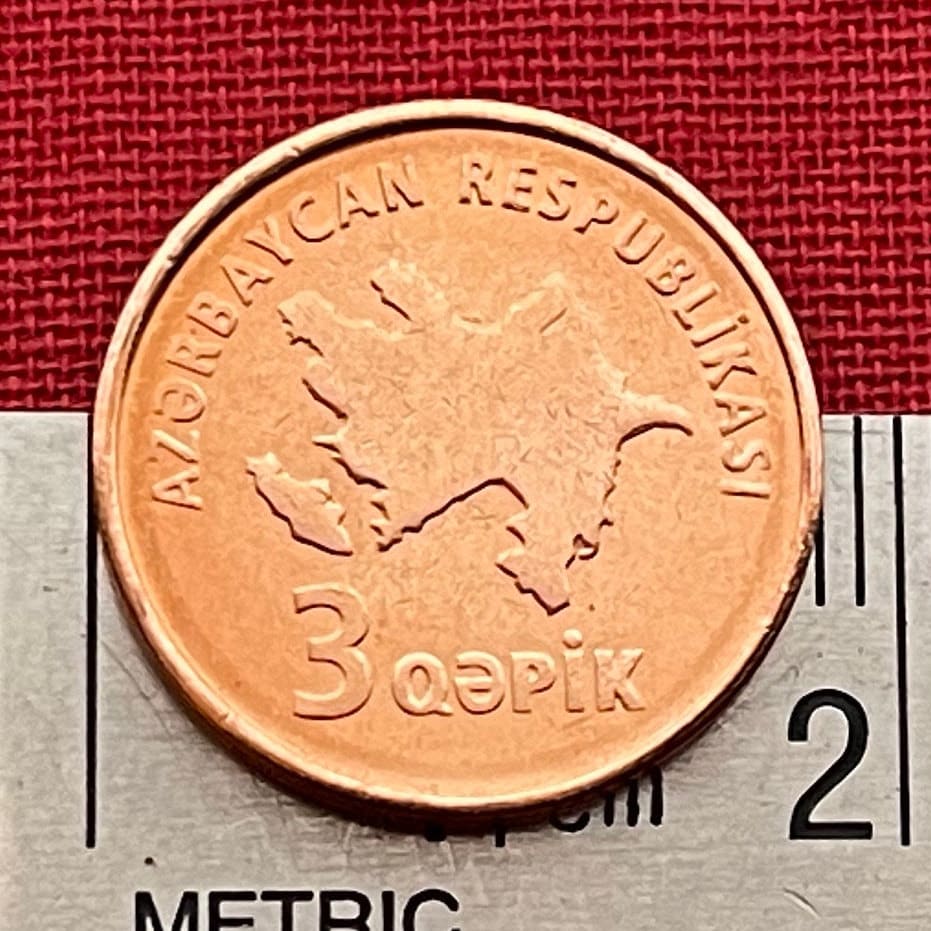 AZƏRBAYCAN RESPUBLİKASI
3 QƏPİK
2
METRIC